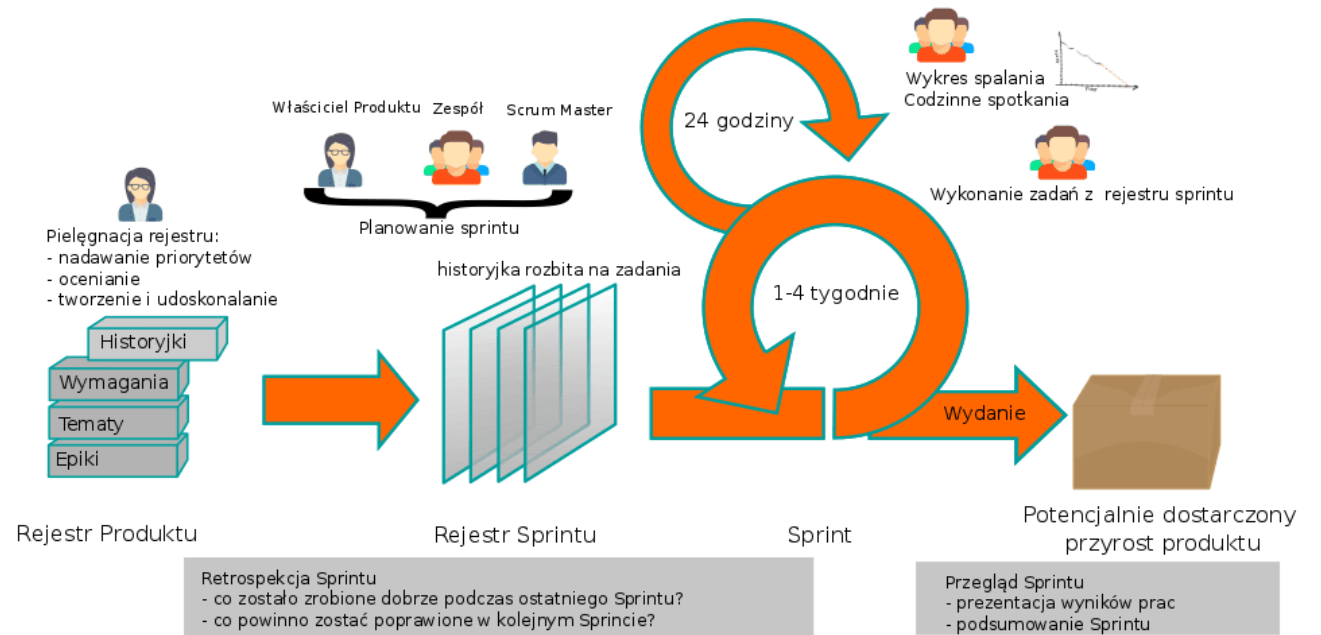 Właściciel Produktu
Zespół
Scrum Master
Planowanie sprintu
Pielęgnacja rejestru:
- nadawanie priorytetów
- ocenianie
- tworzenie i udoskonalanie
Historyjki
Wymagania
Tematy
Epiki
historyjka rozbita na zadania
24 godziny
1-4 tygodnie
Wykres spalania
Codzinne spotkania
Wykonanie zadań z rejestru sprintu
Wydanie
Rejestr Produktu
Rejestr Sprintu
Sprint
Potencjalnie dostarczony
przyrost produktu
Retrospekcja Sprintu
- co zostało zrobione dobrze podczas ostatniego Sprintu?
- co powinno zostać poprawione w kolejnym Sprincie?
Przegląd Sprintu
- prezentacja wyników prac
- podsumowanie Sprintu